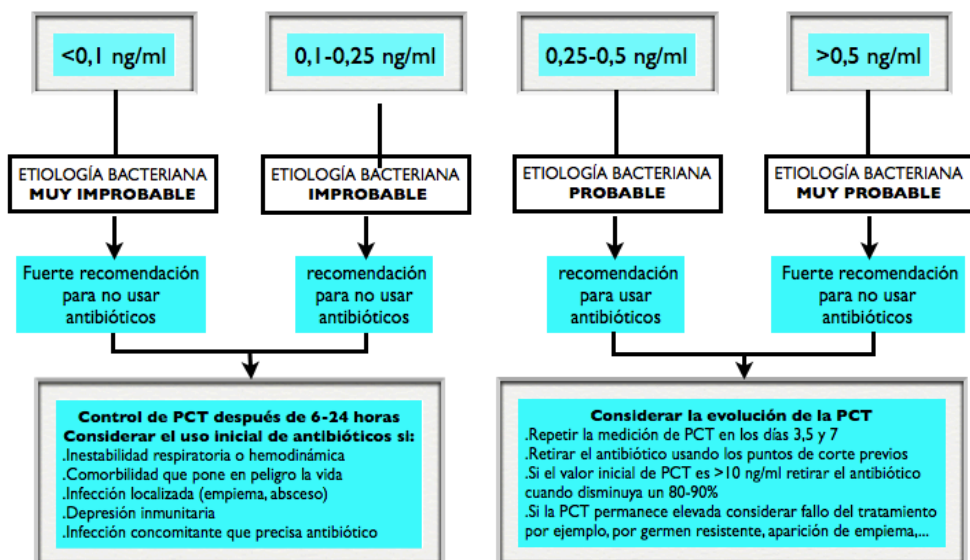 <0,1 ng/ml
0,1-0,25 ng/ml
0,25-0,5 ng/ml
>0,5 ng/ml
ETIOLOGÍA BACTERIANA
MUY IMPROBABLE
ETIOLOGÍA BACTERIANA
IMPROBABLE
ETIOLOGÍA BACTERIANA
PROBABLE
ETIOLOGÍA BACTERIANA
MUY PROBABLE
Fuerte recomendación
para no usar
antibióticos
recomendación
para no usar
antibióticos
recomendación
para usar
antibióticos
Fuerte recomendación
para no usar
antibióticos
Control de PCT después de 6-24 horas
Considerar el uso inicial de antibióticos si:
.Inestabilidad respiratoria o hemodinámica
.Comorbilidad que pone en peligro la vida
.Infección localizada (empiema, absceso)
.Depresión inmunitaria
.Infección concomitante que precisa antibiótico
Considerar la evolución de la PCT
.Repetir la medición de PCT en los días 3,5 y 7
.Retirar el antibiótico usando los puntos de corte previos
.Si el valor inicial de PCT es >10 ng/ml retirar el antibiótico
cuando disminuya un 80-90%
.Si la PCT permanece elevada considerar fallo del tratamiento
por ejemplo, por germen resistente, aparición de empiema,...